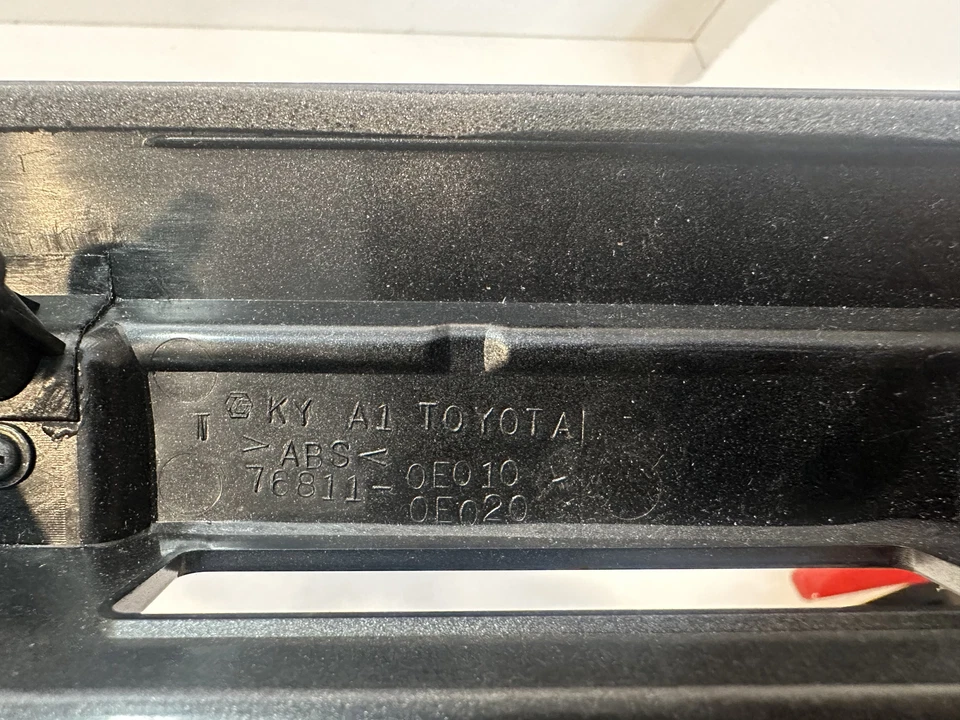 KY A1 TOYOTA
>ABS<
76811-0E010
0E020